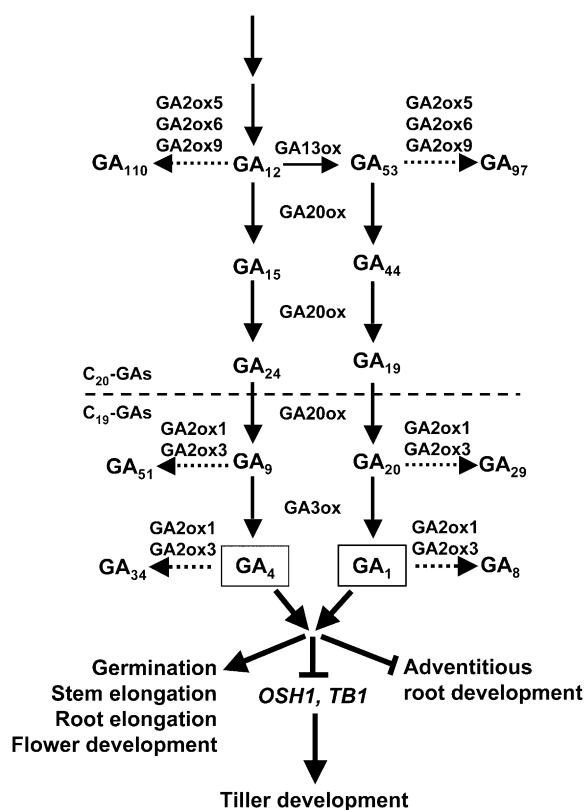 GA2ox5
GA2ox6
GA2ox9
GA2ox5
GA2ox6
GA2ox9
GA110
GA12
GA13ox
GA53
GA97
GA20ox
GA15
GA44
GA20ox
GA24
GA19
C20-GAs
C19-GAs
GA20ox
GA2ox1
GA2ox3
GA2ox1
GA2ox3
GA51
GA9
GA20
GA29
GA3ox
GA2ox1
GA2ox3
GA2ox1
GA2ox3
GA34
GA4
GA1
GA8
Germination
Stem elongation
Root elongation
Flower development
OSH1, TB1
Adventitious
root development
Tiller development